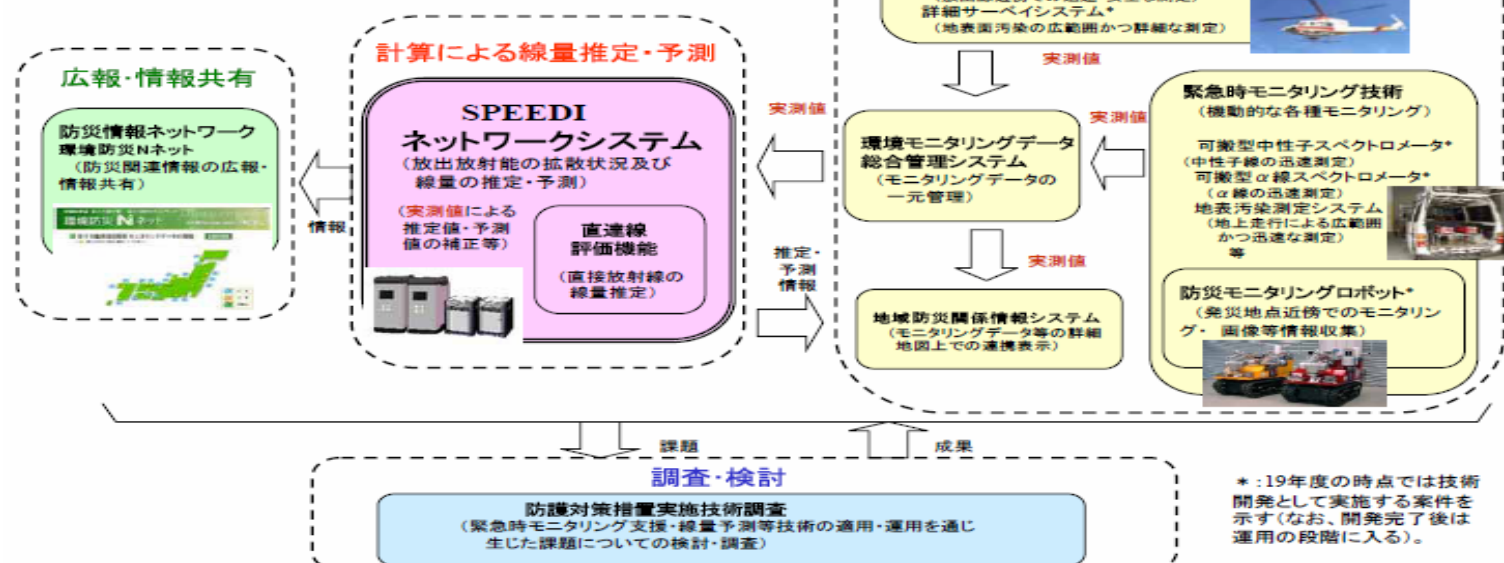 詳細サーベイシステム*
(地表面汚染の広範囲かつ詳細な測定)
実測値
計算による線量推定・予測
広報・情報共有
防災情報ネットワーク
環境防災Nネット
(防災関連情報の広報・
情報共有)
環境防災Nネット
情報
SPEEDI
ネットワークシステム
(放出放射能の拡散状況及び
線量の推定・予測)
(実測値による
推定値・予測
値の補正等)
直達線
評価機能
(直接放射線の
線量推定)
実測値
推定・
予測
情報
環境モニタリングデータ
総合管理システム
(モニタリングデータの
一元管理)
実測値
実測値
地域防災関係情報システム
(モニタリングデータ等の詳細
地図上での連携表示)
緊急時モニタリング技術
(機動的な各種モニタリング)
可搬型中性子スペクトロメータ*
(中性子線の迅速測定)
可搬型α線スペクトロメータ*
(α線の迅速測定)
地表汚染測定システム
(地上走行による広範囲
かつ迅速な測定)
等
防災モニタリングロボット*
(発災地点近傍でのモニタリン
グ・ 画像等情報収集)
課題
成果
調査・検討
防護対策措置実施技術調査
(緊急時モニタリング支援・線量予測等技術の適用・運用を通じ
生じた課題についての検討・調査)
*:19年度の時点では技術
開発として実施する案件を
示す(なお、開発完了後は
運用の段階に入る)。